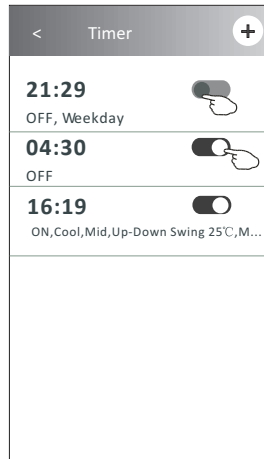 < Timer +
21:29
OFF, Weekday
04:30
OFF
16:19
ON,Cool,Mid,Up-Down Swing 25℃,M...